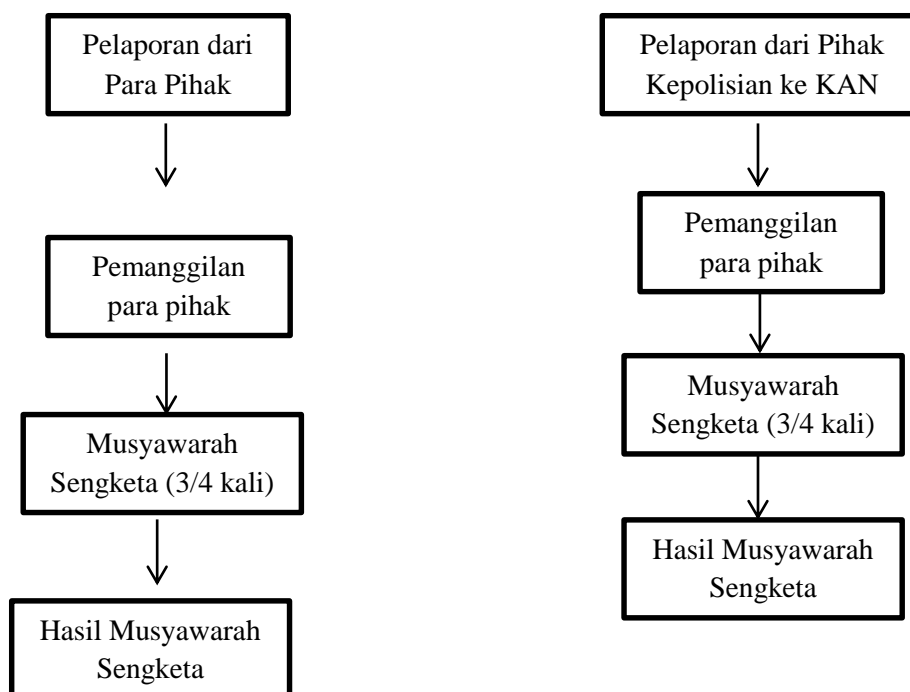 Pelaporan dari
Para Pihak
Pemanggilan
para pihak
Musyawarah
Sengketa (3/4 kali)
Hasil Musyawarah
Sengketa
Pelaporan dari Pihak
Kepolisian ke KAN
Pemanggilan
para pihak
Musyawarah
Sengketa (3/4 kali)
Hasil Musyawarah
Sengketa